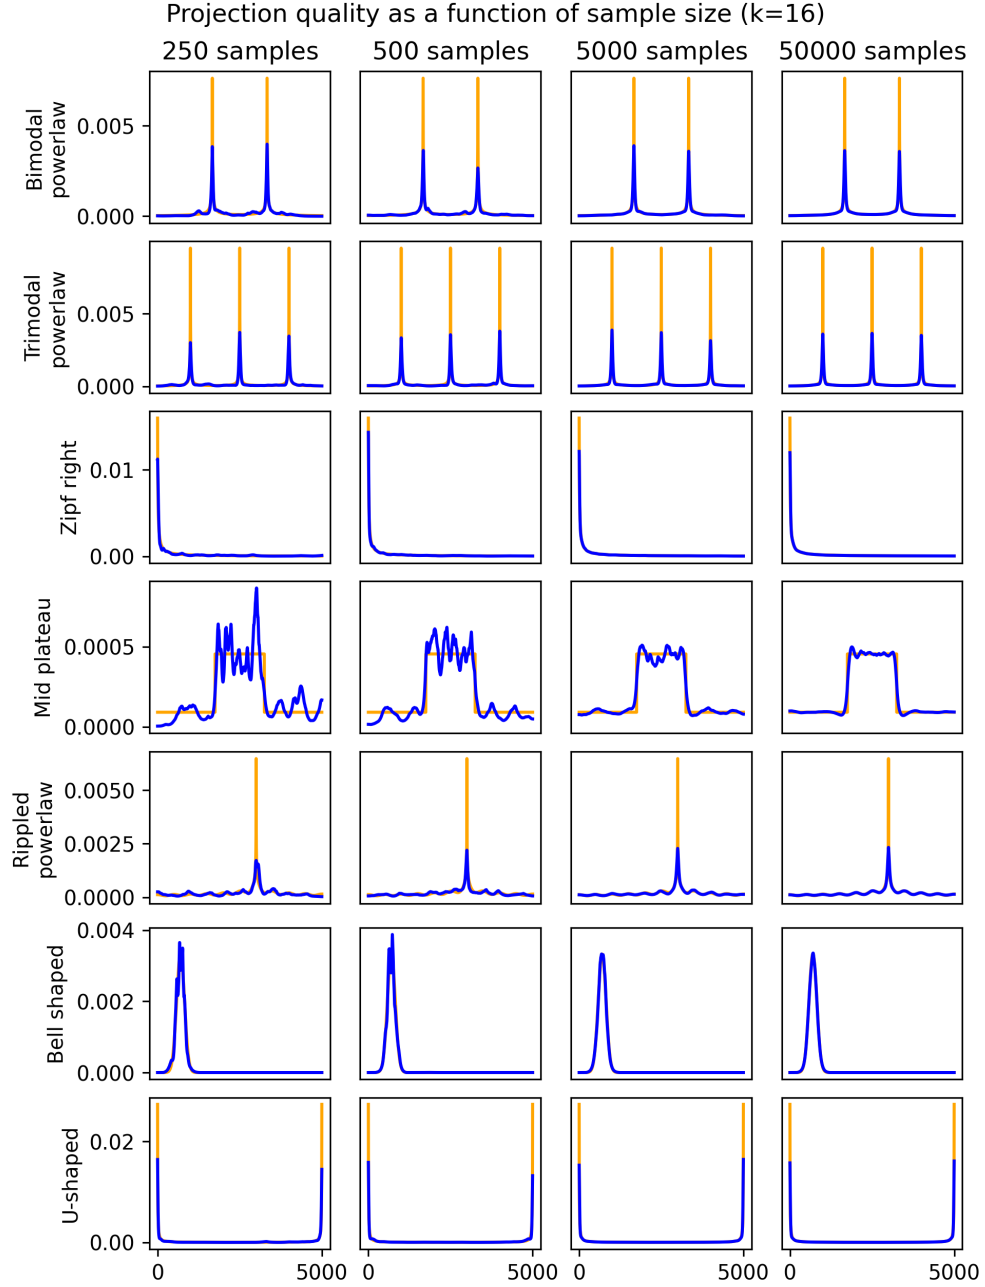 Projection quality as a function of sample size (k=16)
250 samples
500 samples
5000 samples
50000 samples
Bimodal
powerlaw
0.005
0.000
Trimodal
powerlaw
0.005
0.000
Zipf right
0.01
0.00
Mid plateau
0.0005
0.0000
Rippled
powerlaw
0.0050
0.0025
0.0000
Bell shaped
0.004
0.002
0.000
U-shaped
0.02
0.00
0
5000
0
5000
0
5000
0
5000